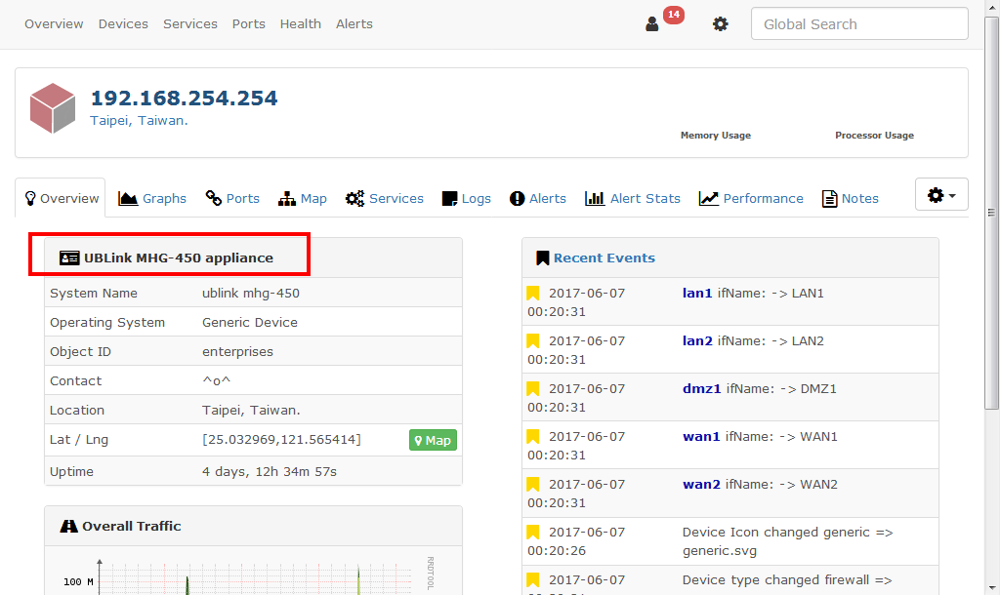 Overview Devices Services Ports Health Alerts 14 Global Search
192.168.254.254
Taipei, Taiwan.
Memory Usage Processor Usage
Overview Graphs Ports Map Services Logs Alerts Alert Stats Performance Notes
UBLink MHG-450 appliance
System Name ublink mhg-450
Operating System Generic Device
Object ID enterprises
Contact ^o^
Location Taipei, Taiwan.
Lat / Lng [25.032969,121.565414] Map
Uptime 4 days, 12h 34m 57s
Overall Traffic
100 M
RRDTOOL
Recent Events
2017-06-07 lan1 ifName: -> LAN1
00:20:31
2017-06-07 lan2 ifName: -> LAN2
00:20:31
2017-06-07 dmz1 ifName: -> DMZ1
00:20:31
2017-06-07 wan1 ifName: -> WAN1
00:20:31
2017-06-07 wan2 ifName: -> WAN2
00:20:31
2017-06-07 Device Icon changed generic =>
00:20:26 generic.svg
2017-06-07 Device type changed firewall =>